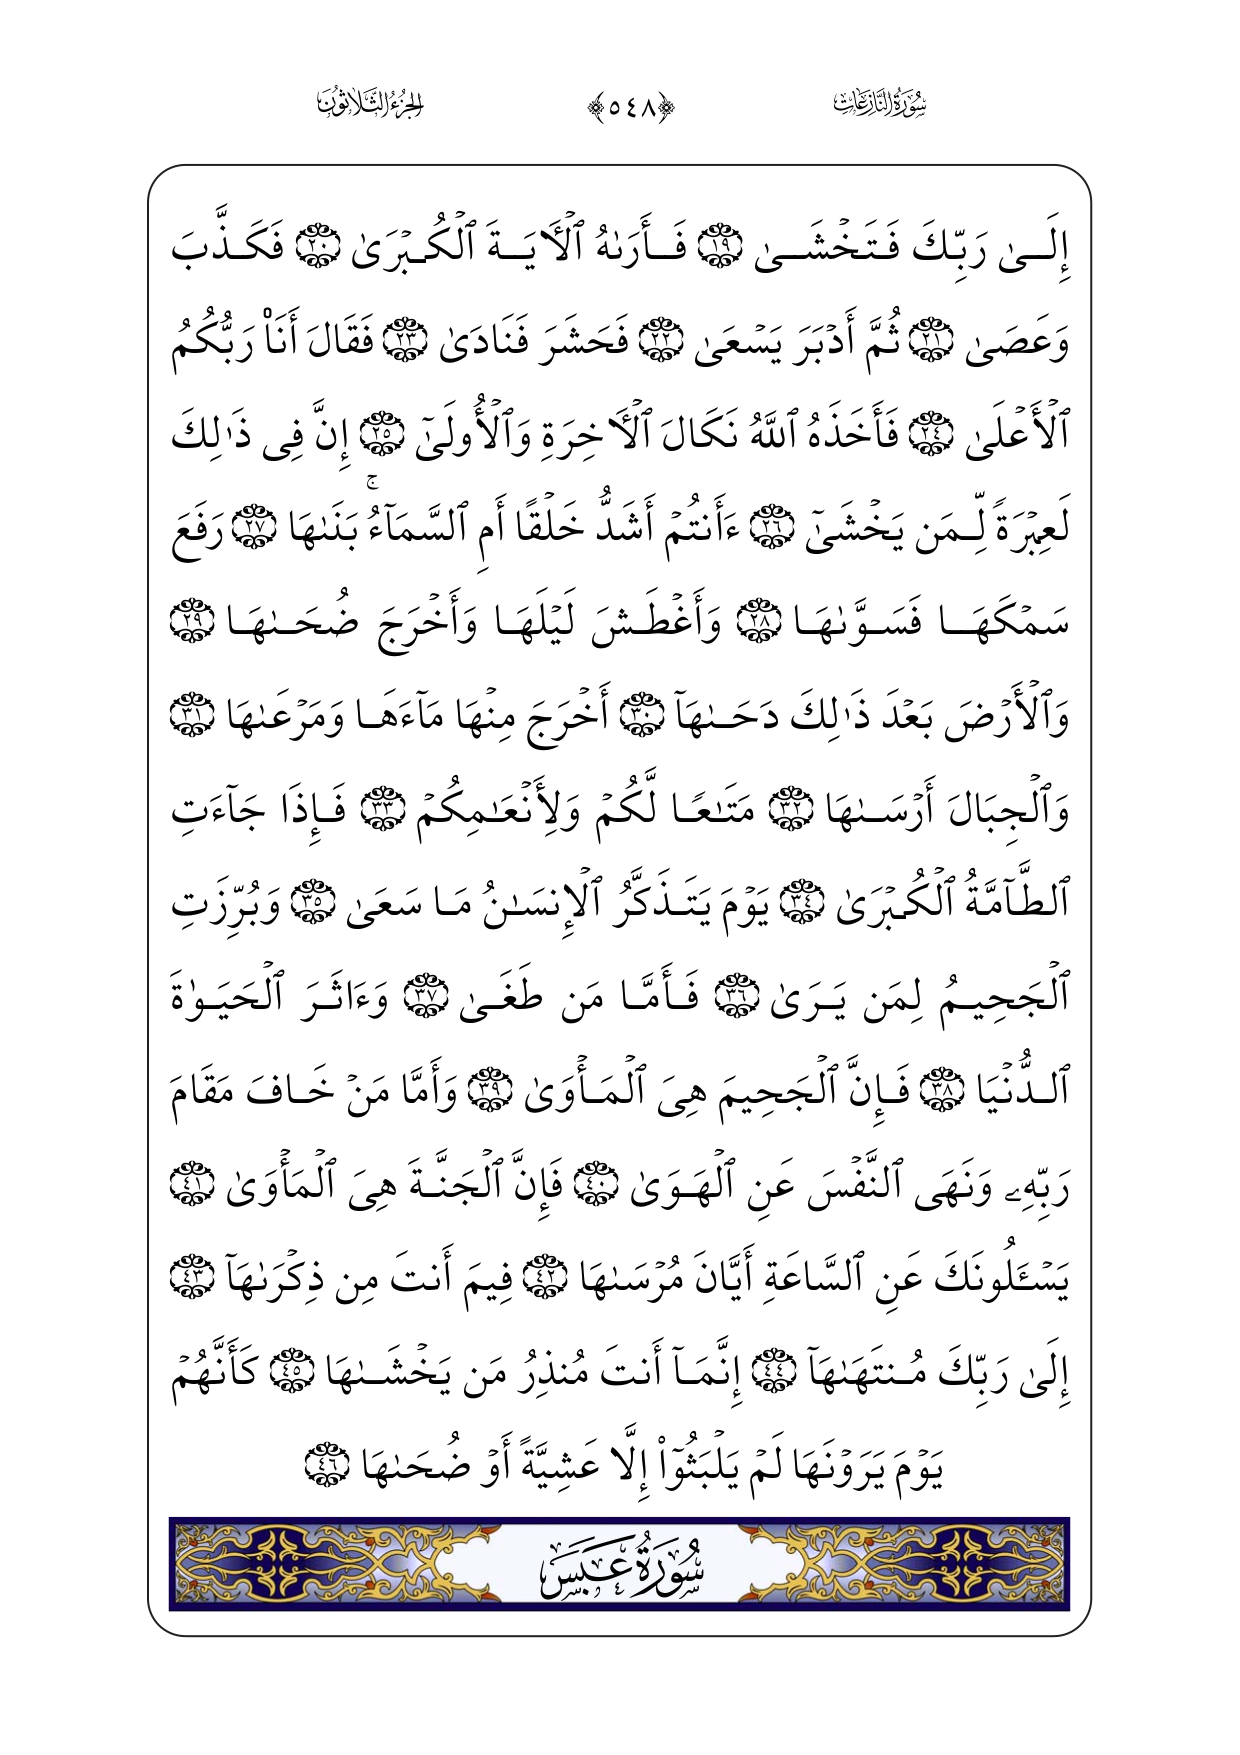 سُورَةُ النَّازِعَاتِ ﴿٥٤٨﴾ الجُزْءُ الثَّلَاثُونَ
إِلَىٰ رَبِّكَ فَتَخۡشَىٰ ١٩ فَأَرَىٰهُ ٱلۡأٓيَةَ ٱلۡكُبۡرَىٰ ٢٠ فَكَذَّبَ
وَعَصَىٰ ٢١ ثُمَّ أَدۡبَرَ يَسۡعَىٰ ٢٢ فَحَشَرَ فَنَادَىٰ ٢٣ فَقَالَ أَنَا۠ رَبُّكُمُ
ٱلۡأَعۡلَىٰ ٢٤ فَأَخَذَهُ ٱللَّهُ نَكَالَ ٱلۡأٓخِرَةِ وَٱلۡأُولَىٰٓ ٢٥ إِنَّ فِي ذَٰلِكَ
لَعِبۡرَةٗ لِّمَن يَخۡشَىٰٓ ٢٦ ءَأَنتُمۡ أَشَدُّ خَلۡقًا أَمِ ٱلسَّمَآءُۚ بَنَىٰهَا ٢٧ رَفَعَ
سَمۡكَهَا فَسَوَّىٰهَا ٢٨ وَأَغۡطَشَ لَيۡلَهَا وَأَخۡرَجَ ضُحَىٰهَا ٢٩
وَٱلۡأَرۡضَ بَعۡدَ ذَٰلِكَ دَحَىٰهَآ ٣٠ أَخۡرَجَ مِنۡهَا مَآءَهَا وَمَرۡعَىٰهَا ٣١
وَٱلۡجِبَالَ أَرۡسَىٰهَا ٣٢ مَتَٰعٗا لَّكُمۡ وَلِأَنۡعَٰمِكُمۡ ٣٣ فَإِذَا جَآءَتِ
ٱلطَّآمَّةُ ٱلۡكُبۡرَىٰ ٣٤ يَوۡمَ يَتَذَكَّرُ ٱلۡإِنسَٰنُ مَا سَعَىٰ ٣٥ وَبُرِّزَتِ
ٱلۡجَحِيمُ لِمَن يَرَىٰ ٣٦ فَأَمَّا مَن طَغَىٰ ٣٧ وَءَاثَرَ ٱلۡحَيَوٰةَ
ٱلدُّنۡيَا ٣٨ فَإِنَّ ٱلۡجَحِيمَ هِيَ ٱلۡمَأۡوَىٰ ٣٩ وَأَمَّا مَنۡ خَافَ مَقَامَ
رَبِّهِۦ وَنَهَى ٱلنَّفۡسَ عَنِ ٱلۡهَوَىٰ ٤٠ فَإِنَّ ٱلۡجَنَّةَ هِيَ ٱلۡمَأۡوَىٰ ٤١
يَسۡـَٔلُونَكَ عَنِ ٱلسَّاعَةِ أَيَّانَ مُرۡسَىٰهَا ٤٢ فِيمَ أَنتَ مِن ذِكۡرَىٰهَآ ٤٣
إِلَىٰ رَبِّكَ مُنتَهَىٰهَآ ٤٤ إِنَّمَآ أَنتَ مُنذِرُ مَن يَخۡشَىٰهَا ٤٥ كَأَنَّهُمۡ
يَوۡمَ يَرَوۡنَهَا لَمۡ يَلۡبَثُوٓاْ إِلَّا عَشِيَّةً أَوۡ ضُحَىٰهَا ٤٦
سُورَةُ عَبَسَ